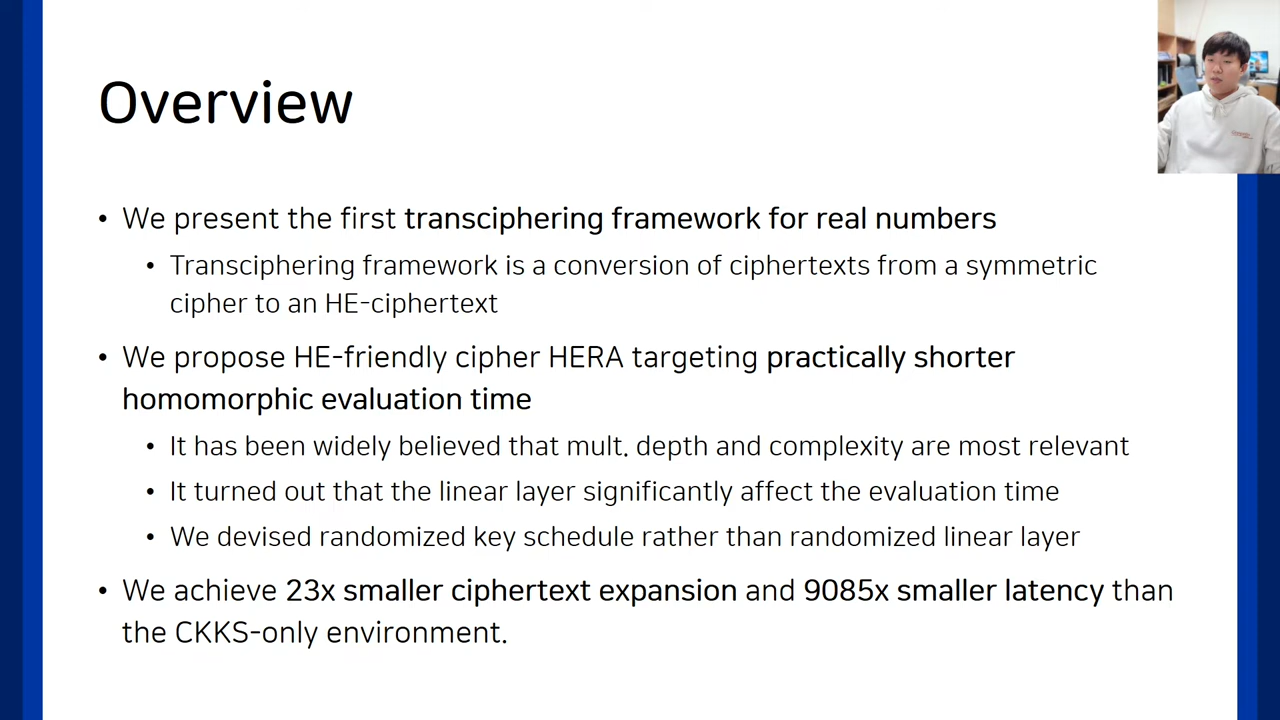 Overview
• We present the first transciphering framework for real numbers
• Transciphering framework is a conversion of ciphertexts from a symmetric
cipher to an HE-ciphertext
• We propose HE-friendly cipher HERA targeting practically shorter
homomorphic evaluation time
• It has been widely believed that mult. depth and complexity are most relevant
• It turned out that the linear layer significantly affect the evaluation time
• We devised randomized key schedule rather than randomized linear layer
• We achieve 23x smaller ciphertext expansion and 9085x smaller latency than
the CKKS-only environment.